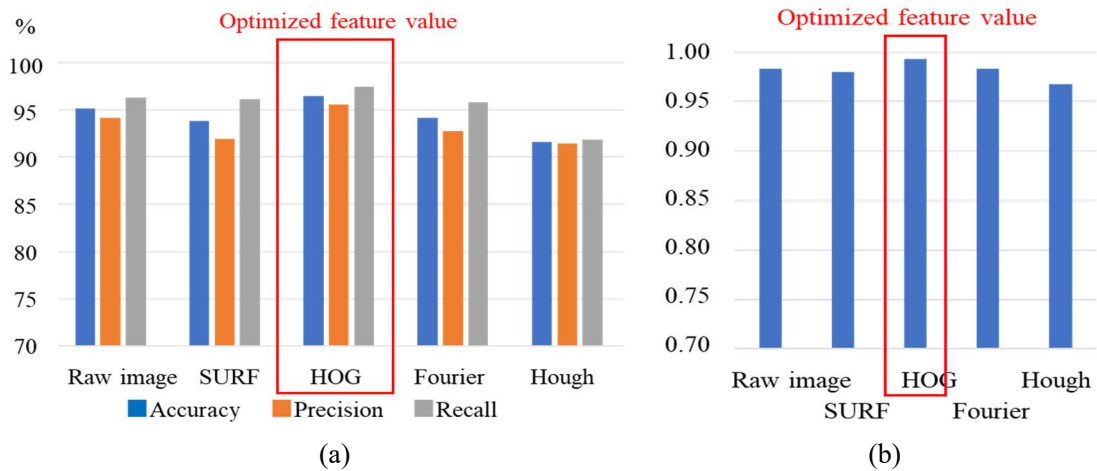 %
Optimized feature value
100
95
90
85
80
75
70
Raw image SURF HOG Fourier Hough
Accuracy Precision Recall
(a)
Optimized feature value
1.00
0.95
0.90
0.85
0.80
0.75
0.70
Raw image HOG Hough
SURF Fourier
(b)